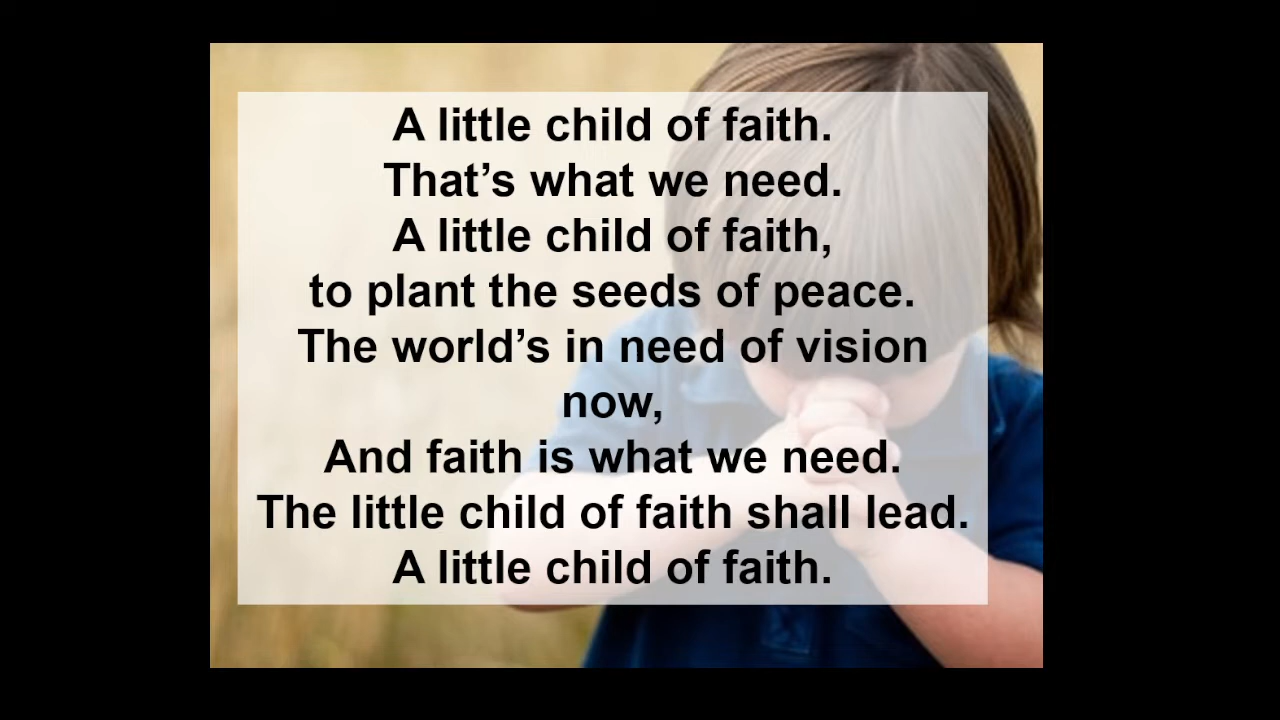 A little child of faith.
That’s what we need.
A little child of faith,
to plant the seeds of peace.
The world’s in need of vision
now,
And faith is what we need.
The little child of faith shall lead.
A little child of faith.